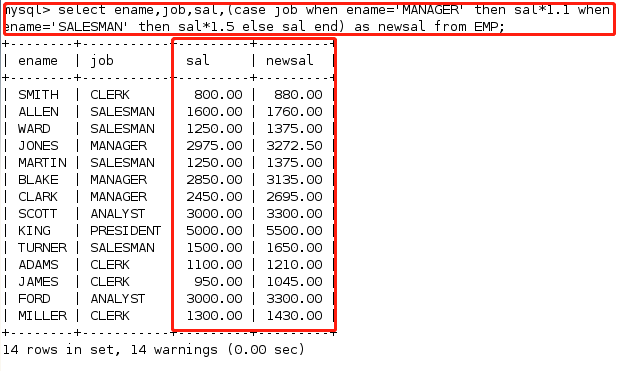 mysql> select ename,job,sal,(case job when ename='MANAGER' then sal*1.1 when
ename='SALESMAN' then sal*1.5 else sal end) as newsal from EMP;
+--------+-----------+---------+---------+
| ename  | job       | sal     | newsal  |
+--------+-----------+---------+---------+
| SMITH  | CLERK     |  800.00 |  880.00 |
| ALLEN  | SALESMAN  | 1600.00 | 1760.00 |
| WARD   | SALESMAN  | 1250.00 | 1375.00 |
| JONES  | MANAGER   | 2975.00 | 3272.50 |
| MARTIN | SALESMAN  | 1250.00 | 1375.00 |
| BLAKE  | MANAGER   | 2850.00 | 3135.00 |
| CLARK  | MANAGER   | 2450.00 | 2695.00 |
| SCOTT  | ANALYST   | 3000.00 | 3300.00 |
| KING   | PRESIDENT | 5000.00 | 5500.00 |
| TURNER | SALESMAN  | 1500.00 | 1650.00 |
| ADAMS  | CLERK     | 1100.00 | 1210.00 |
| JAMES  | CLERK     |  950.00 | 1045.00 |
| FORD   | ANALYST   | 3000.00 | 3300.00 |
| MILLER | CLERK     | 1300.00 | 1430.00 |
+--------+-----------+---------+---------+
14 rows in set, 14 warnings (0.00 sec)